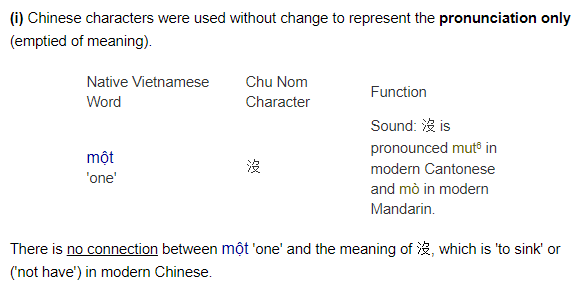 (i) Chinese characters were used without change to represent the pronunciation only
(emptied of meaning).
Native Vietnamese
Word
Chu Nom
Character
Function
một
'one'
沒
Sound: 沒 is
pronounced mut⁶ in
modern Cantonese
and mò in modern
Mandarin.
There is no connection between một 'one' and the meaning of 沒, which is 'to sink' or
('not have') in modern Chinese.